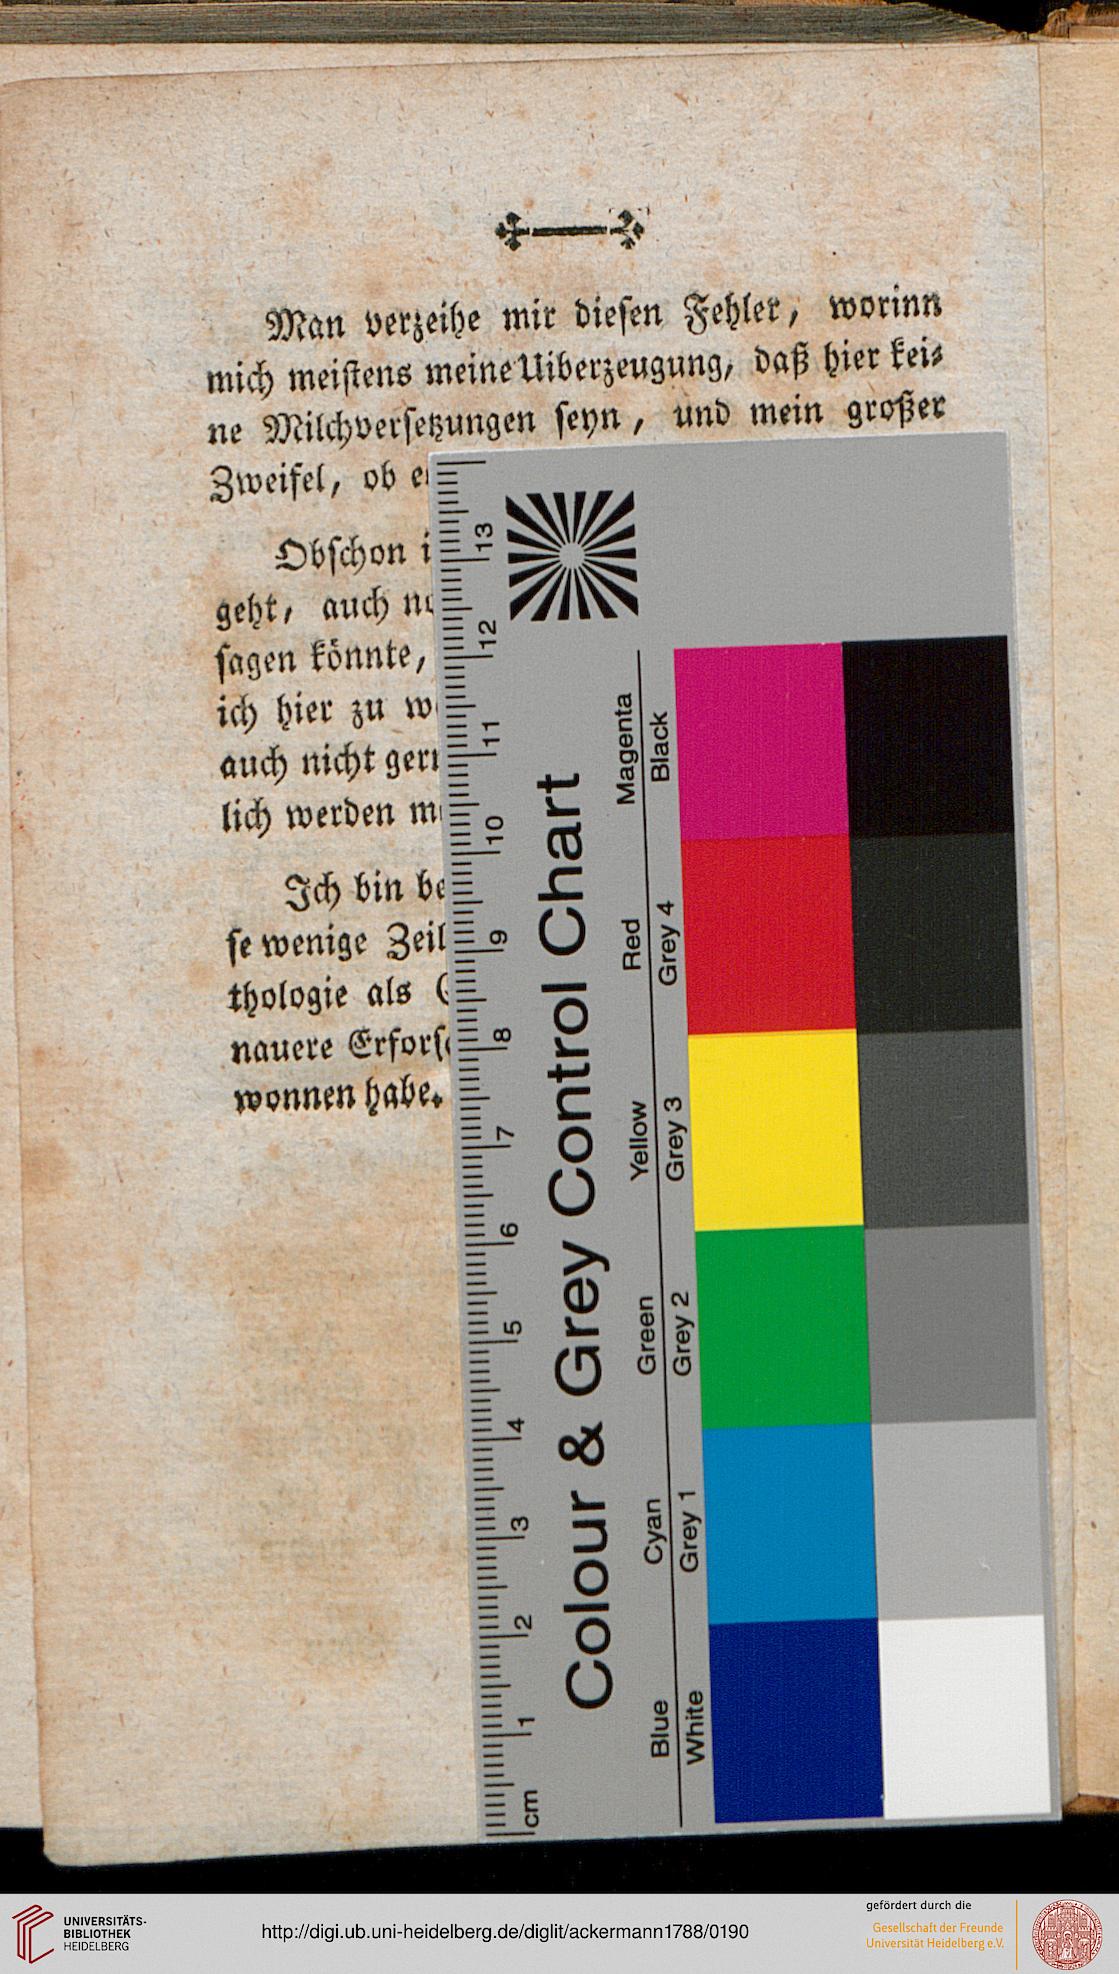 Man verzeihe mir diesen Fehler, worinn
mich meistens meine Uiberzeugung, daß hier kei⸗
ne Milchversetzungen seyn, und mein großer
Zweifel, ob
Obschon
geht, auch
sagen könnte,
ich hier zu
auch nicht
lich werden
Ich bin
se wenige
thologie als
nauere
wonnen habe.
13
12
11
10
9
8
7
6
5
4
3
2
1
cm
Colour & Grey Control Chart
Magenta
Black
Red
Grey 4
Yellow
Grey 3
Green
Grey 2
Cyan
Grey 1
Blue
White
UNIVERSITÄTS-
BIBLIOTHEK
HEIDELBERG
http://digi.ub.uni-heidelberg.de/diglit/ackermann1788/0190
gefördert durch die
Gesellschaft der Freunde
Universität Heidelberg e.V.